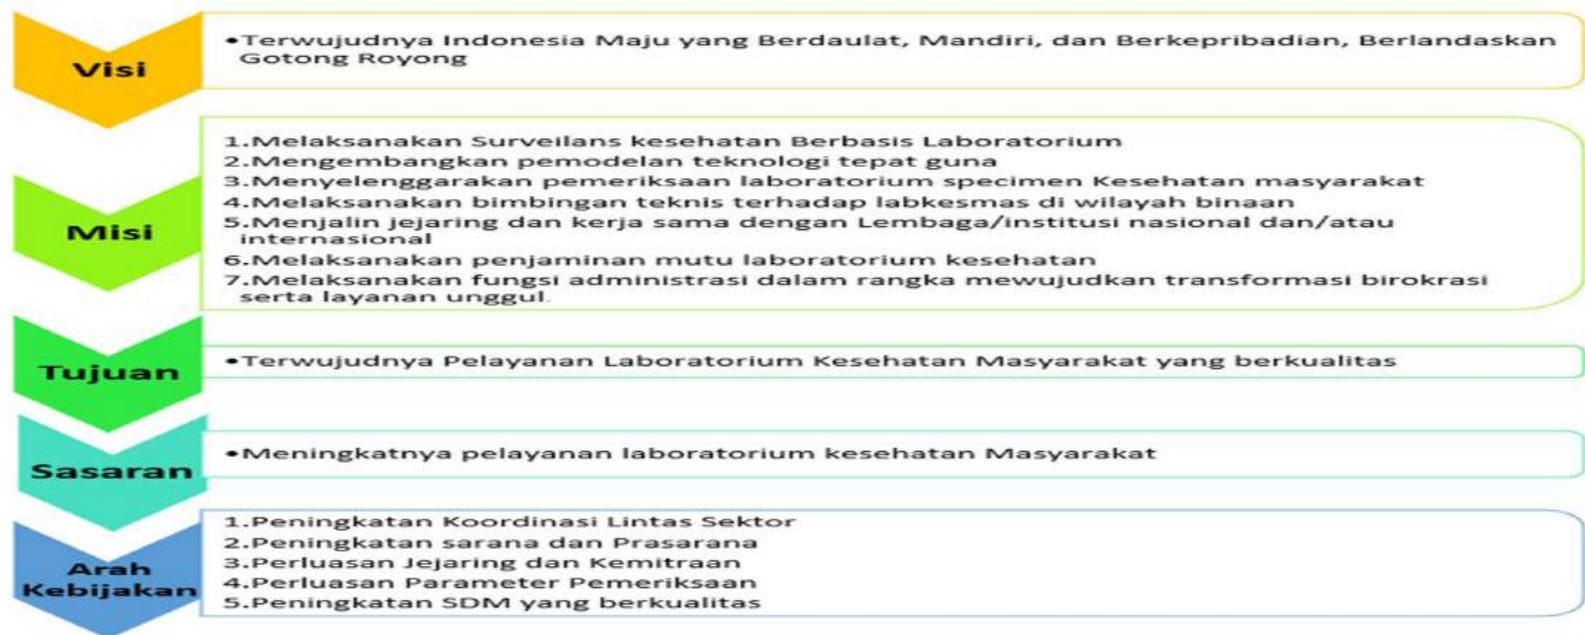 Visi
•Terwujudnya Indonesia Maju yang Berdaulat, Mandiri, dan Berkepribadian, Berlandaskan
Gotong Royong
Misi
1.Melaksanakan Surveilans kesehatan Berbasis Laboratorium
2.Mengembangkan pemodelan teknologi tepat guna
3.Menyelenggarakan pemeriksaan laboratorium specimen Kesehatan masyarakat
4.Melaksanakan bimbingan teknis terhadap labkesmas di wilayah binaan
5.Menjalin jejaring dan kerja sama dengan Lembaga/institusi nasional dan/atau
internasional
6.Melaksanakan penjaminan mutu laboratorium kesehatan
7.Melaksanakan fungsi administrasi dalam rangka mewujudkan transformasi birokrasi
serta layanan unggul.
Tujuan
•Terwujudnya Pelayanan Laboratorium Kesehatan Masyarakat yang berkualitas
Sasaran
•Meningkatnya pelayanan laboratorium kesehatan Masyarakat
Arah
Kebijakan
1.Peningkatan Koordinasi Lintas Sektor
2.Peningkatan sarana dan Prasarana
3.Perluasan Jejaring dan Kemitraan
4.Perluasan Parameter Pemeriksaan
5.Peningkatan SDM yang berkualitas